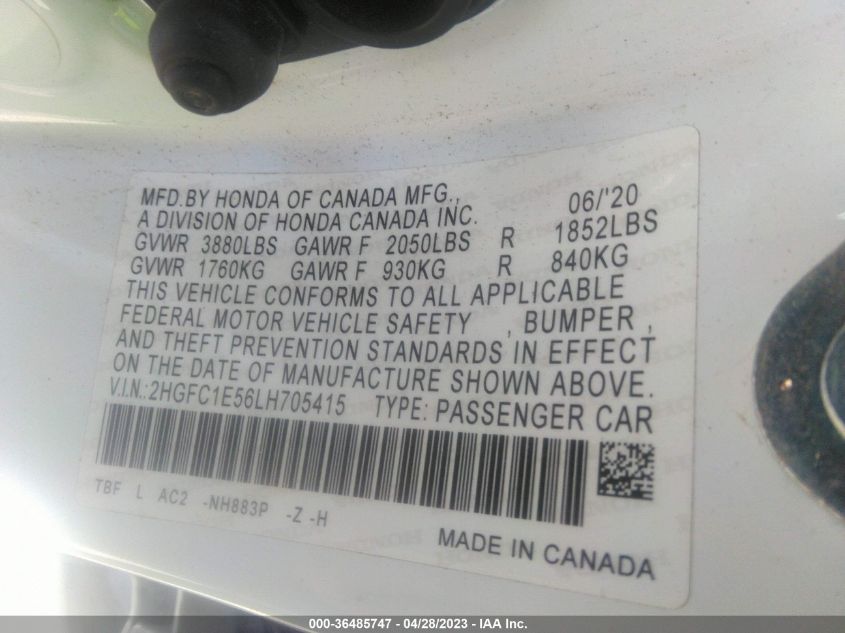 MFD.BY HONDA OF CANADA MFG., 06/'20
A DIVISION OF HONDA CANADA INC.
GVWR 3880LBS GAWR F 2050LBS R 1852LBS
GVWR 1760KG GAWR F 930KG R 840KG
THIS VEHICLE CONFORMS TO ALL APPLICABLE
FEDERAL MOTOR VEHICLE SAFETY , BUMPER ,
AND THEFT PREVENTION STANDARDS IN EFFECT
ON THE DATE OF MANUFACTURE SHOWN ABOVE.
V.I.N.:2HGFC1E56LH705415 TYPE: PASSENGER CAR
TBF L AC2 -NH883P -Z -H
MADE IN CANADA
000-36485747 - 04/28/2023 - IAA Inc.